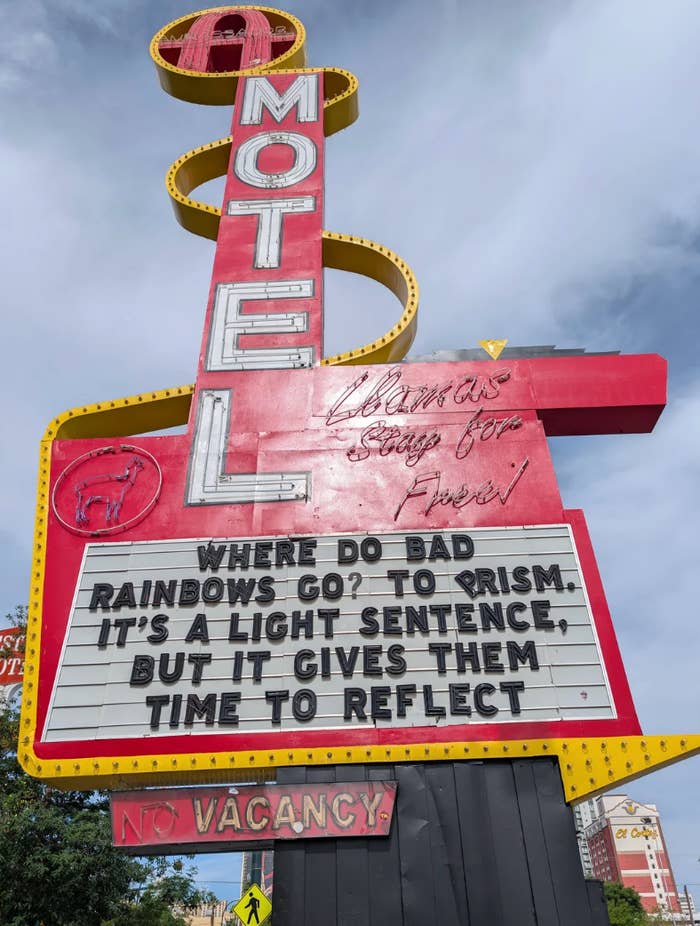 A
MOTEL
Llamas
Stay for
Free!
WHERE DO BAD
RAINBOWS GO? TO PRISM.
IT'S A LIGHT SENTENCE,
BUT IT GIVES THEM
TIME TO REFLECT
NO VACANCY
El Cortez